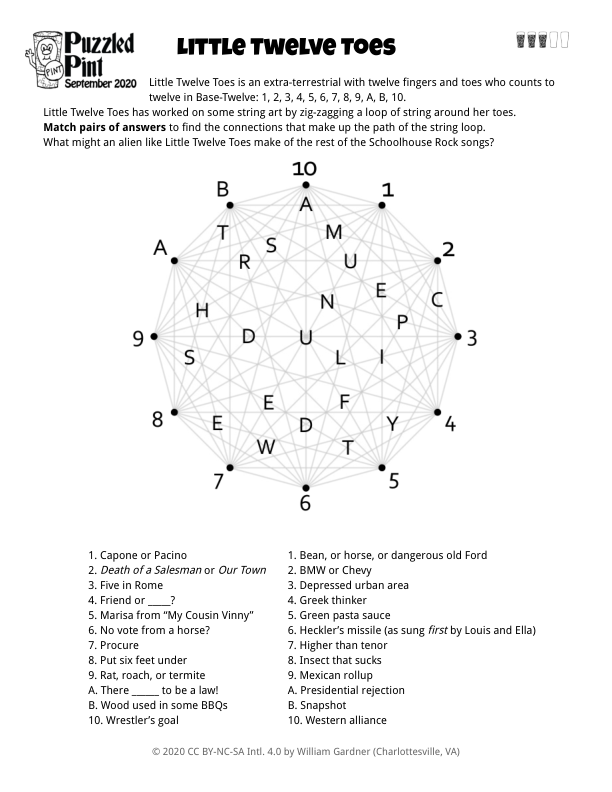 Puzzled
Pint
PINT
September 2020
LITTLE TWELVE TOES
Little Twelve Toes is an extra-terrestrial with twelve fingers and toes who counts to
twelve in Base-Twelve: 1, 2, 3, 4, 5, 6, 7, 8, 9, A, B, 10.
Little Twelve Toes has worked on some string art by zig-zagging a loop of string around her toes.
Match pairs of answers to find the connections that make up the path of the string loop.
What might an alien like Little Twelve Toes make of the rest of the Schoolhouse Rock songs?
10
B 1
A
T M
A S 2
R U
E C
N
H P
9 D U 3
S L I
E F
8 E D Y 4
W T
7 5
6
1. Capone or Pacino
2. Death of a Salesman or Our Town
3. Five in Rome
4. Friend or _____?
5. Marisa from “My Cousin Vinny”
6. No vote from a horse?
7. Procure
8. Put six feet under
9. Rat, roach, or termite
A. There ______ to be a law!
B. Wood used in some BBQs
10. Wrestler’s goal
1. Bean, or horse, or dangerous old Ford
2. BMW or Chevy
3. Depressed urban area
4. Greek thinker
5. Green pasta sauce
6. Heckler’s missile (as sung first by Louis and Ella)
7. Higher than tenor
8. Insect that sucks
9. Mexican rollup
A. Presidential rejection
B. Snapshot
10. Western alliance
© 2020 CC BY-NC-SA Intl. 4.0 by William Gardner (Charlottesville, VA)